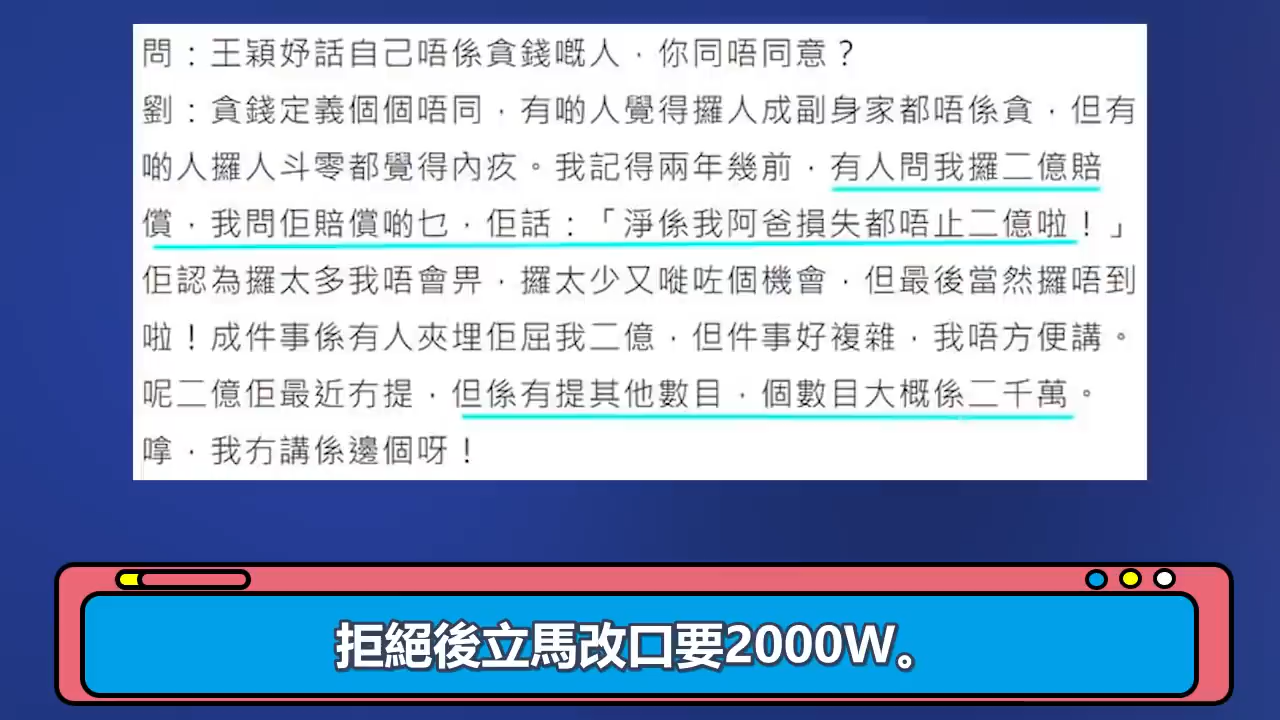 問：王穎妤話自己唔係貪錢嘅人，你同唔同意？
劉：貪錢定義個個唔同，有啲人覺得攞人成副身家都唔係貪，但有
啲人攞人斗零都覺得內疚。我記得兩年幾前，有人問我攞二億賠
償，我問佢賠償啲乜，佢話：「淨係我阿爸損失都唔止二億啦！」
佢認為攞太多我唔會畀，攞太少又嘥咗個機會，但最後當然攞唔到
啦！成件事係有人夾埋佢屈我二億，但件事好複雜，我唔方便講。
呢二億佢最近冇提，但係有提其他數目，個數目大概係二千萬。
嗱，我冇講係邊個呀！
拒絕後立馬改口要2000W。